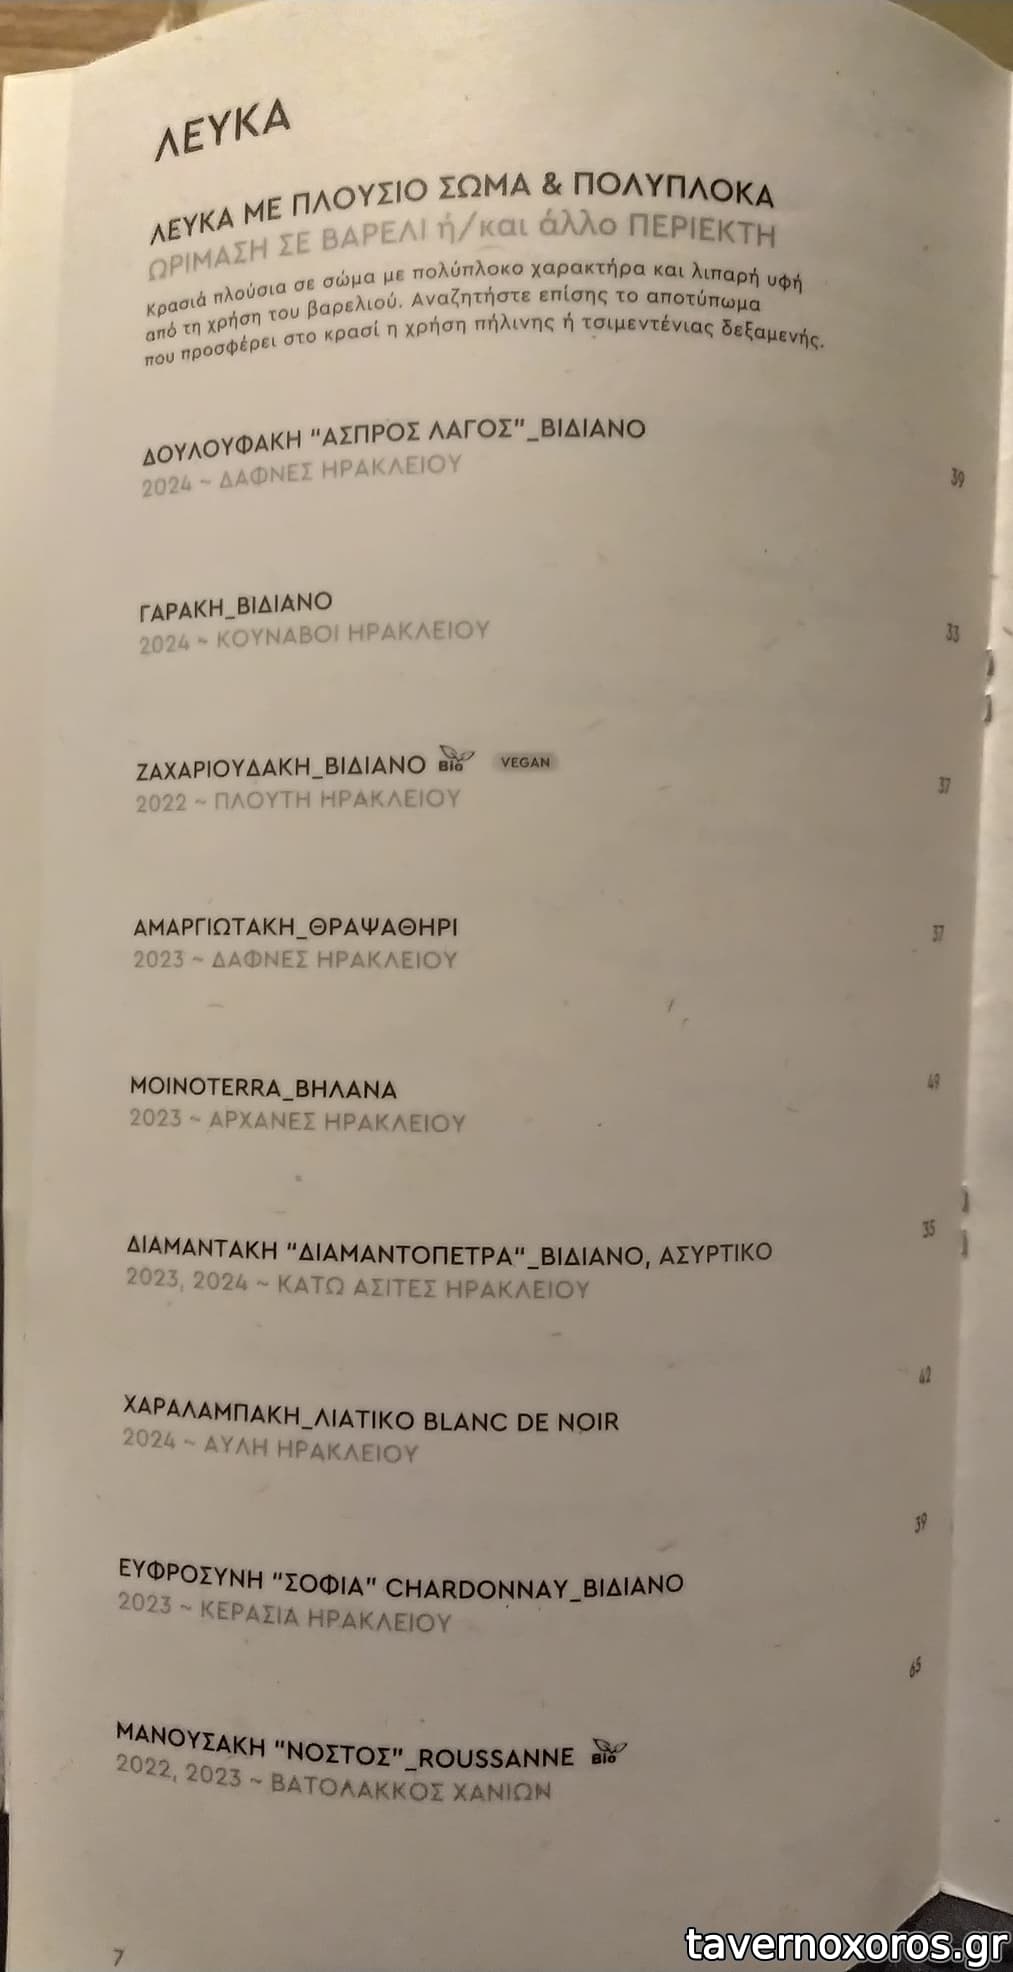 ΛΕΥΚΑ
ΛΕΥΚΑ ΜΕ ΠΛΟΥΣΙΟ ΣΩΜΑ & ΠΟΛΥΠΛΟΚΑ
ΩΡΙΜΑΣΗ ΣΕ ΒΑΡΕΛΙ ή/και άλλο ΠΕΡΙΕΚΤΗ
Κρασιά πλούσια σε σώμα με πολύπλοκο χαρακτήρα και λιπαρή υφή
από τη χρήση του βαρελιού. Αναζητήστε επίσης το αποτύπωμα
που προσφέρει στο κρασί η χρήση πήλινης ή τσιμεντένιας δεξαμενής.
ΔΟΥΛΟΥΦΑΚΗ "ΑΣΠΡΟΣ ΛΑΓΟΣ"_ΒΙΔΙΑΝΟ
2024 ~ ΔΑΦΝΕΣ ΗΡΑΚΛΕΙΟΥ 39
ΓΑΡΑΚΗ_ΒΙΔΙΑΝΟ
2024 ~ ΚΟΥΝΑΒΟΙ ΗΡΑΚΛΕΙΟΥ 33
ΖΑΧΑΡΙΟΥΔΑΚΗ_ΒΙΔΙΑΝΟ Bio VEGAN
2022 ~ ΠΛΟΥΤΗ ΗΡΑΚΛΕΙΟΥ 37
ΑΜΑΡΓΙΩΤΑΚΗ_ΘΡΑΨΑΘΗΡΙ 37
2023 ~ ΔΑΦΝΕΣ ΗΡΑΚΛΕΙΟΥ
MOINOTERRA_ΒΗΛΑΝΑ 49
2023 ~ ΑΡΧΑΝΕΣ ΗΡΑΚΛΕΙΟΥ
ΔΙΑΜΑΝΤΑΚΗ "ΔΙΑΜΑΝΤΟΠΕΤΡΑ"_ΒΙΔΙΑΝΟ, ΑΣΥΡΤΙΚΟ 35
2023, 2024 ~ ΚΑΤΩ ΑΣΙΤΕΣ ΗΡΑΚΛΕΙΟΥ
ΧΑΡΑΛΑΜΠΑΚΗ_ΛΙΑΤΙΚΟ BLANC DE NOIR 42
2024 ~ ΑΥΛΗ ΗΡΑΚΛΕΙΟΥ
ΕΥΦΡΟΣΥΝΗ "ΣΟΦΙΑ" CHARDONNAY_ΒΙΔΙΑΝΟ 39
2023 ~ ΚΕΡΑΣΙΑ ΗΡΑΚΛΕΙΟΥ
ΜΑΝΟΥΣΑΚΗ "ΝΟΣΤΟΣ"_ROUSSANNE Bio 65
2022, 2023 ~ ΒΑΤΟΛΑΚΚΟΣ ΧΑΝΙΩΝ
7
tavernoxoros.gr